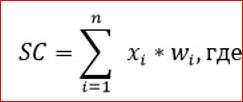 SC = ∑_{i=1}^{n} x_i * w_i, где